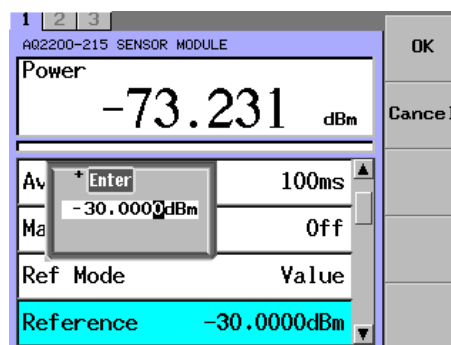 1 2 3
AQ2200-215 SENSOR MODULE
OK
Power
-73.231 dBm
Cancel
Av
100ms
+ Enter
-30.0000dBm
Ma
Off
Ref Mode Value
Reference -30.0000dBm